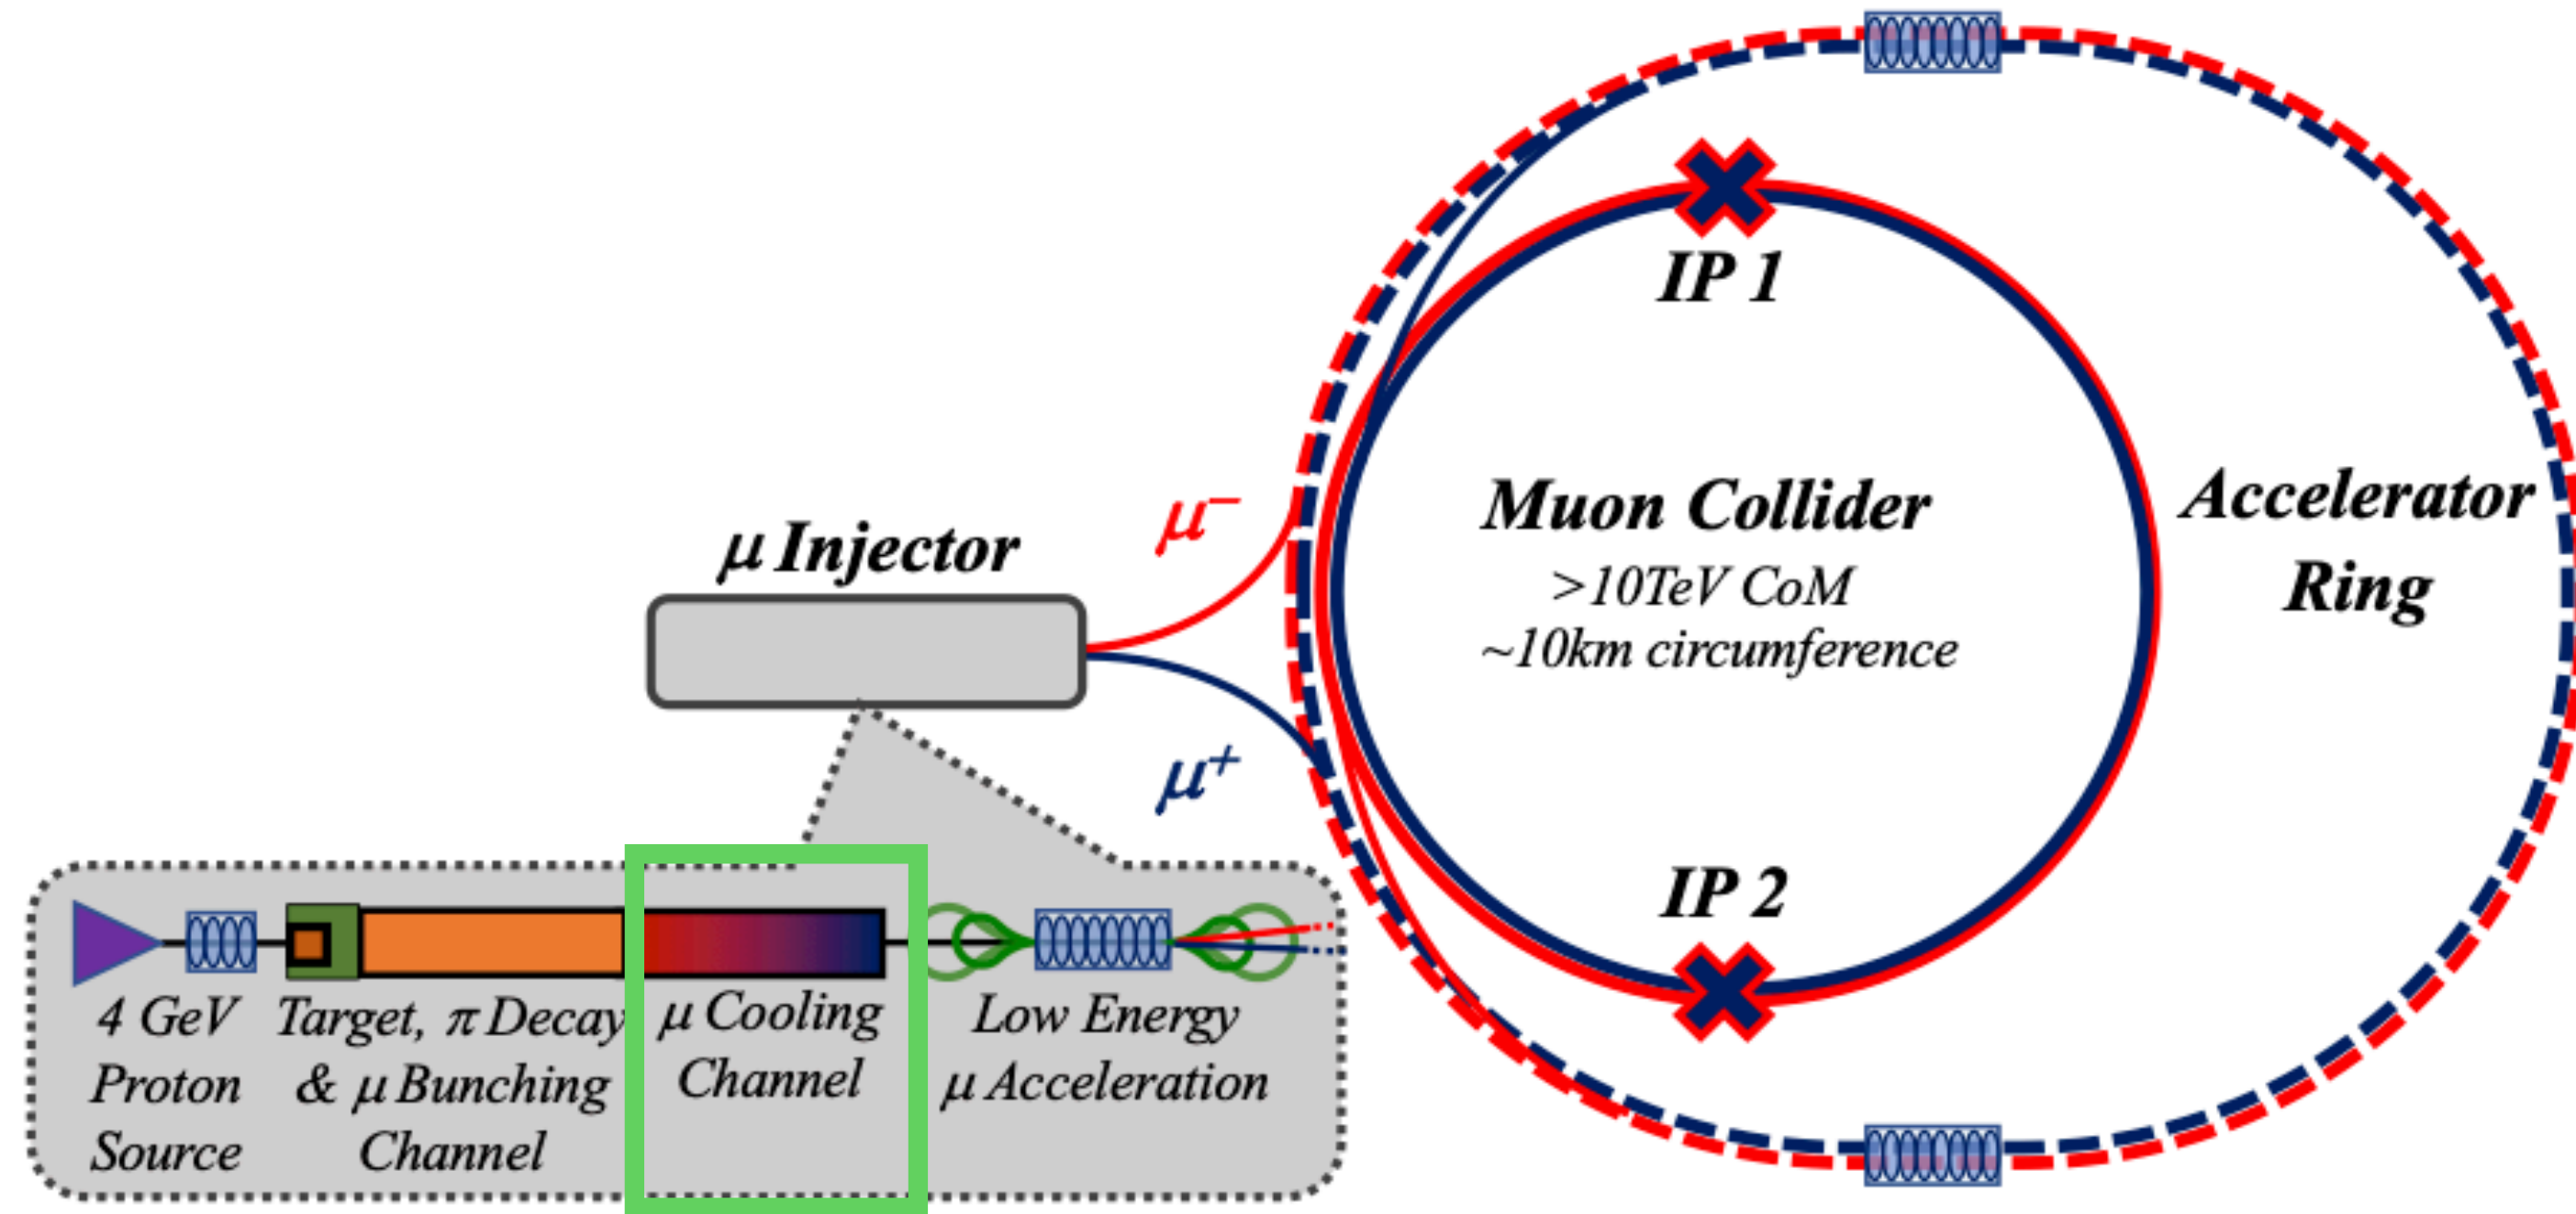 IP 1
Muon Collider
>10TeV CoM
~10km circumference
Accelerator
Ring
IP 2
μ Injector
μ−
μ+
4 GeV
Proton
Source
Target, π Decay
& μ Bunching
Channel
μ Cooling
Channel
Low Energy
μ Acceleration